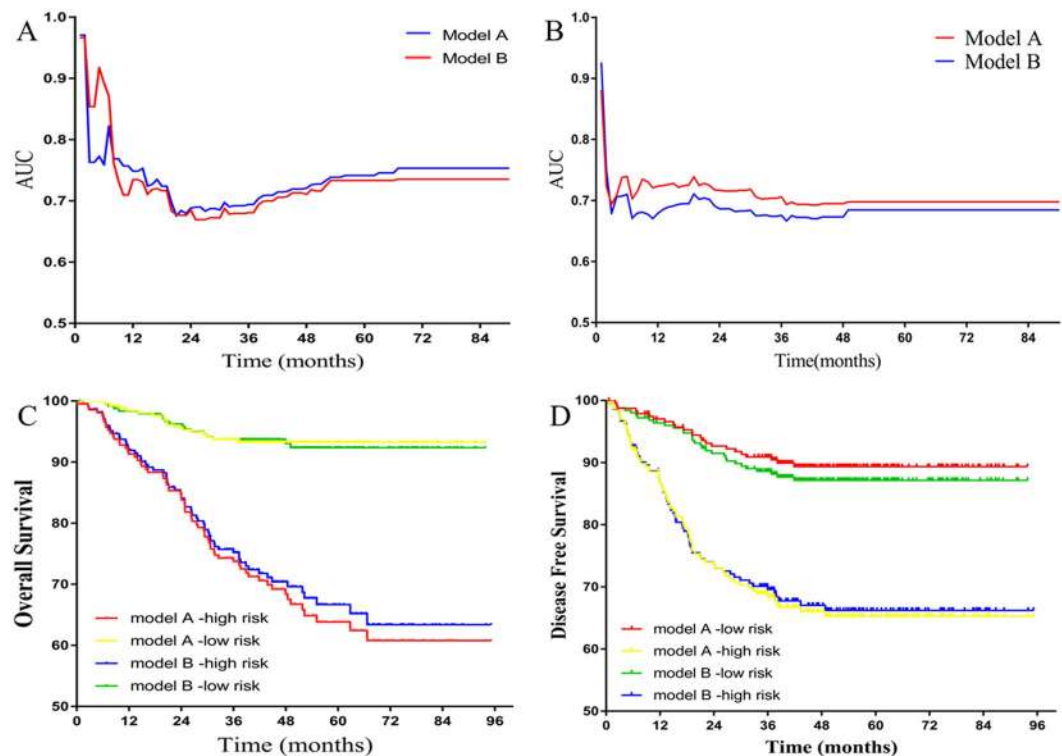 A
1.0
0.9
0.8
0.7
0.6
0.5
AUC
0 12 24 36 48 60 72 84
Time (months)
Model A
Model B
B
1.0
0.9
0.8
0.7
0.6
0.5
AUC
0 12 24 36 48 60 72 84
Time(months)
Model A
Model B
C
100
90
80
70
60
50
Overall Survival
0 12 24 36 48 60 72 84 96
Time (months)
model A -high risk
model A -low risk
model B -high risk
model B -low risk
D
100
90
80
70
60
50
Disease Free Survival
0 12 24 36 48 60 72 84 96
Time (months)
model A -low risk
model A -high risk
model B -low risk
model B -high risk